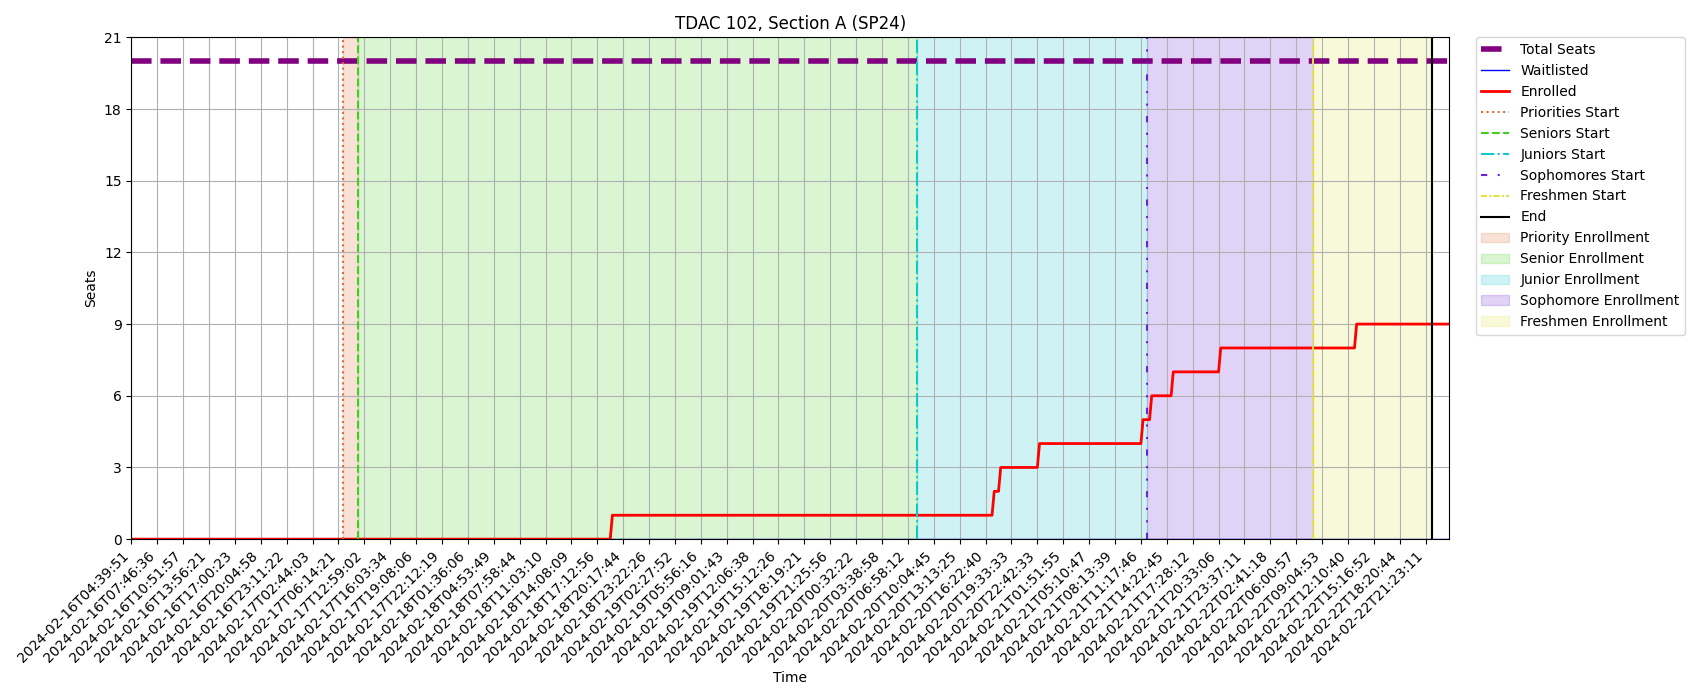 TDAC 102, Section A (SP24)
21
18
15
12
9
6
3
0
Seats
2024-02-16T04:39:51
2024-02-16T07:46:36
2024-02-16T10:51:57
2024-02-16T13:56:21
2024-02-16T17:00:23
2024-02-16T20:04:58
2024-02-16T23:11:22
2024-02-17T02:44:03
2024-02-17T06:14:21
2024-02-17T12:59:02
2024-02-17T16:03:34
2024-02-17T19:08:06
2024-02-17T22:12:19
2024-02-18T01:36:06
2024-02-18T04:53:49
2024-02-18T07:58:44
2024-02-18T11:03:10
2024-02-18T14:08:09
2024-02-18T17:12:56
2024-02-18T20:17:44
2024-02-18T23:22:26
2024-02-19T02:27:52
2024-02-19T05:56:16
2024-02-19T09:01:43
2024-02-19T12:06:38
2024-02-19T15:12:26
2024-02-19T18:19:21
2024-02-19T21:25:56
2024-02-20T00:32:22
2024-02-20T03:38:58
2024-02-20T06:58:12
2024-02-20T10:04:45
2024-02-20T13:13:25
2024-02-20T16:22:40
2024-02-20T19:33:33
2024-02-20T22:42:33
2024-02-21T01:51:55
2024-02-21T05:10:47
2024-02-21T08:13:39
2024-02-21T11:17:46
2024-02-21T14:22:45
2024-02-21T17:28:12
2024-02-21T20:33:06
2024-02-21T23:37:11
2024-02-22T02:41:18
2024-02-22T06:00:57
2024-02-22T09:04:53
2024-02-22T12:10:40
2024-02-22T15:16:52
2024-02-22T18:20:44
2024-02-22T21:23:11
Time
Total Seats
Waitlisted
Enrolled
Priorities Start
Seniors Start
Juniors Start
Sophomores Start
Freshmen Start
End
Priority Enrollment
Senior Enrollment
Junior Enrollment
Sophomore Enrollment
Freshmen Enrollment